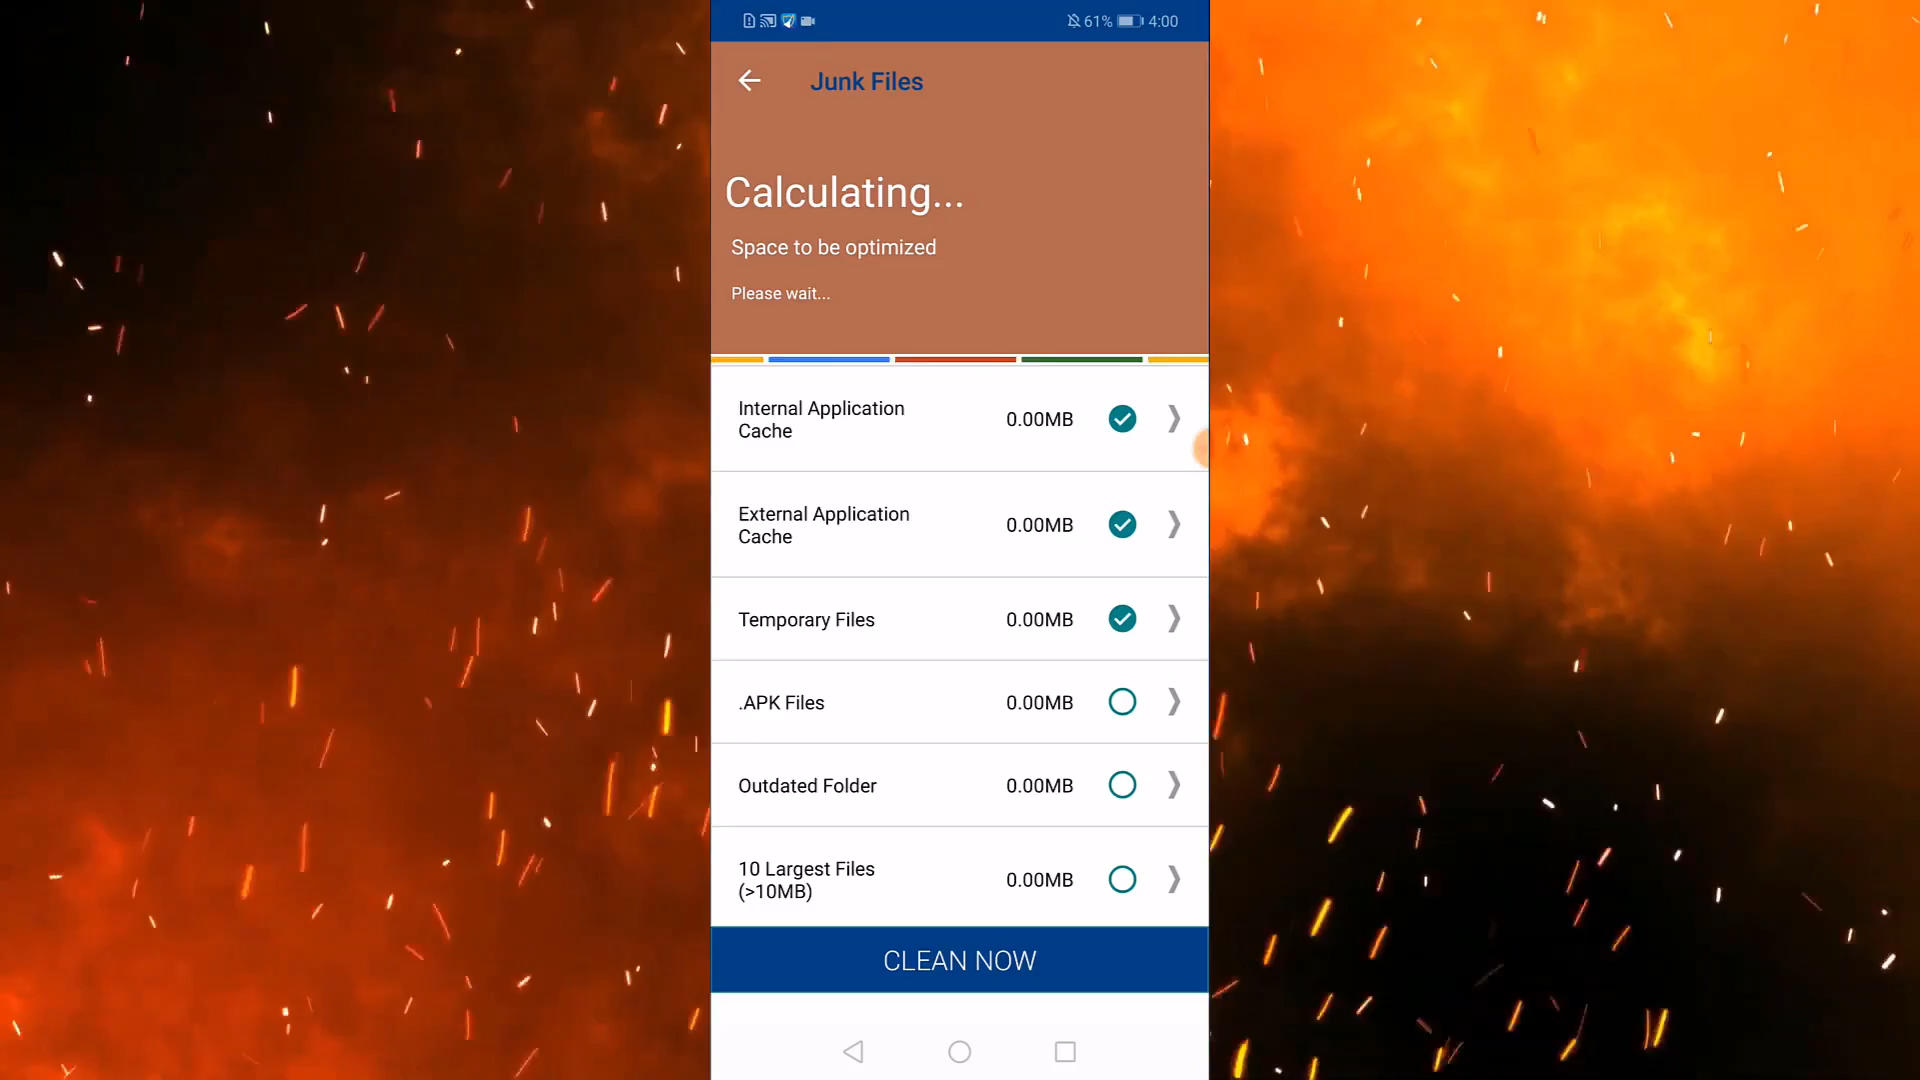 61% 4:00
Junk Files
Calculating...
Space to be optimized
Please wait...
Internal Application
Cache
0.00MB
External Application
Cache
0.00MB
Temporary Files 0.00MB
.APK Files 0.00MB
Outdated Folder 0.00MB
10 Largest Files
(>10MB)
0.00MB
CLEAN NOW